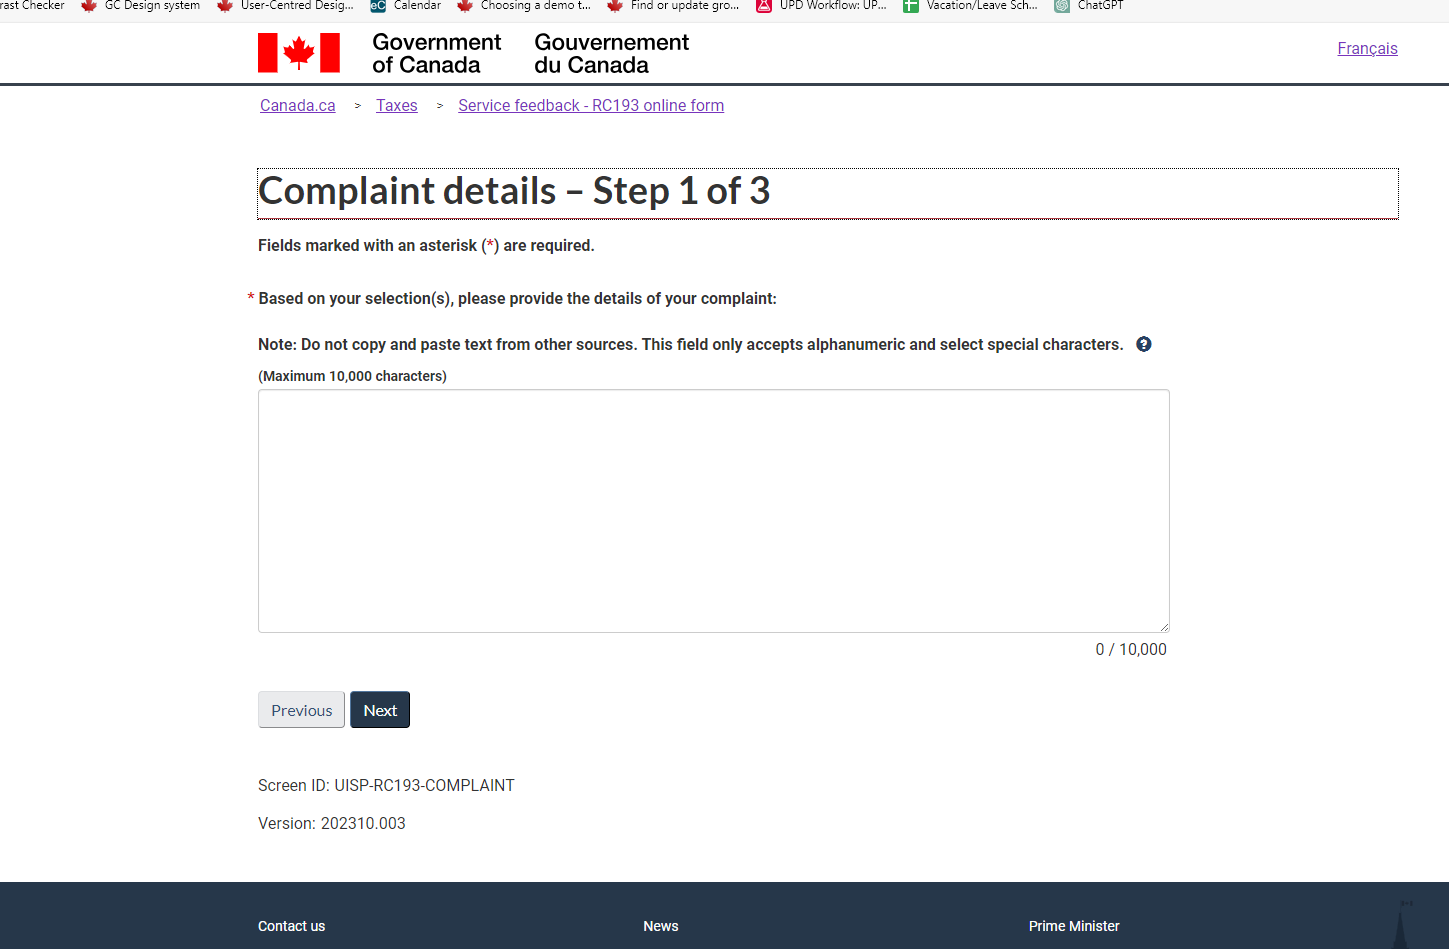 rast Checker GC Design system User-Centred Desig... eC Calendar Choosing a demo t... Find or update gro... UPD Workflow: UP... Vacation/Leave Sch... ChatGPT
Government of Canada
Gouvernement du Canada
Français
Canada.ca > Taxes > Service feedback - RC193 online form
Complaint details – Step 1 of 3
Fields marked with an asterisk (*) are required.
* Based on your selection(s), please provide the details of your complaint:
Note: Do not copy and paste text from other sources. This field only accepts alphanumeric and select special characters. ?
(Maximum 10,000 characters)
0 / 10,000
Previous Next
Screen ID: UISP-RC193-COMPLAINT
Version: 202310.003
Contact us News Prime Minister